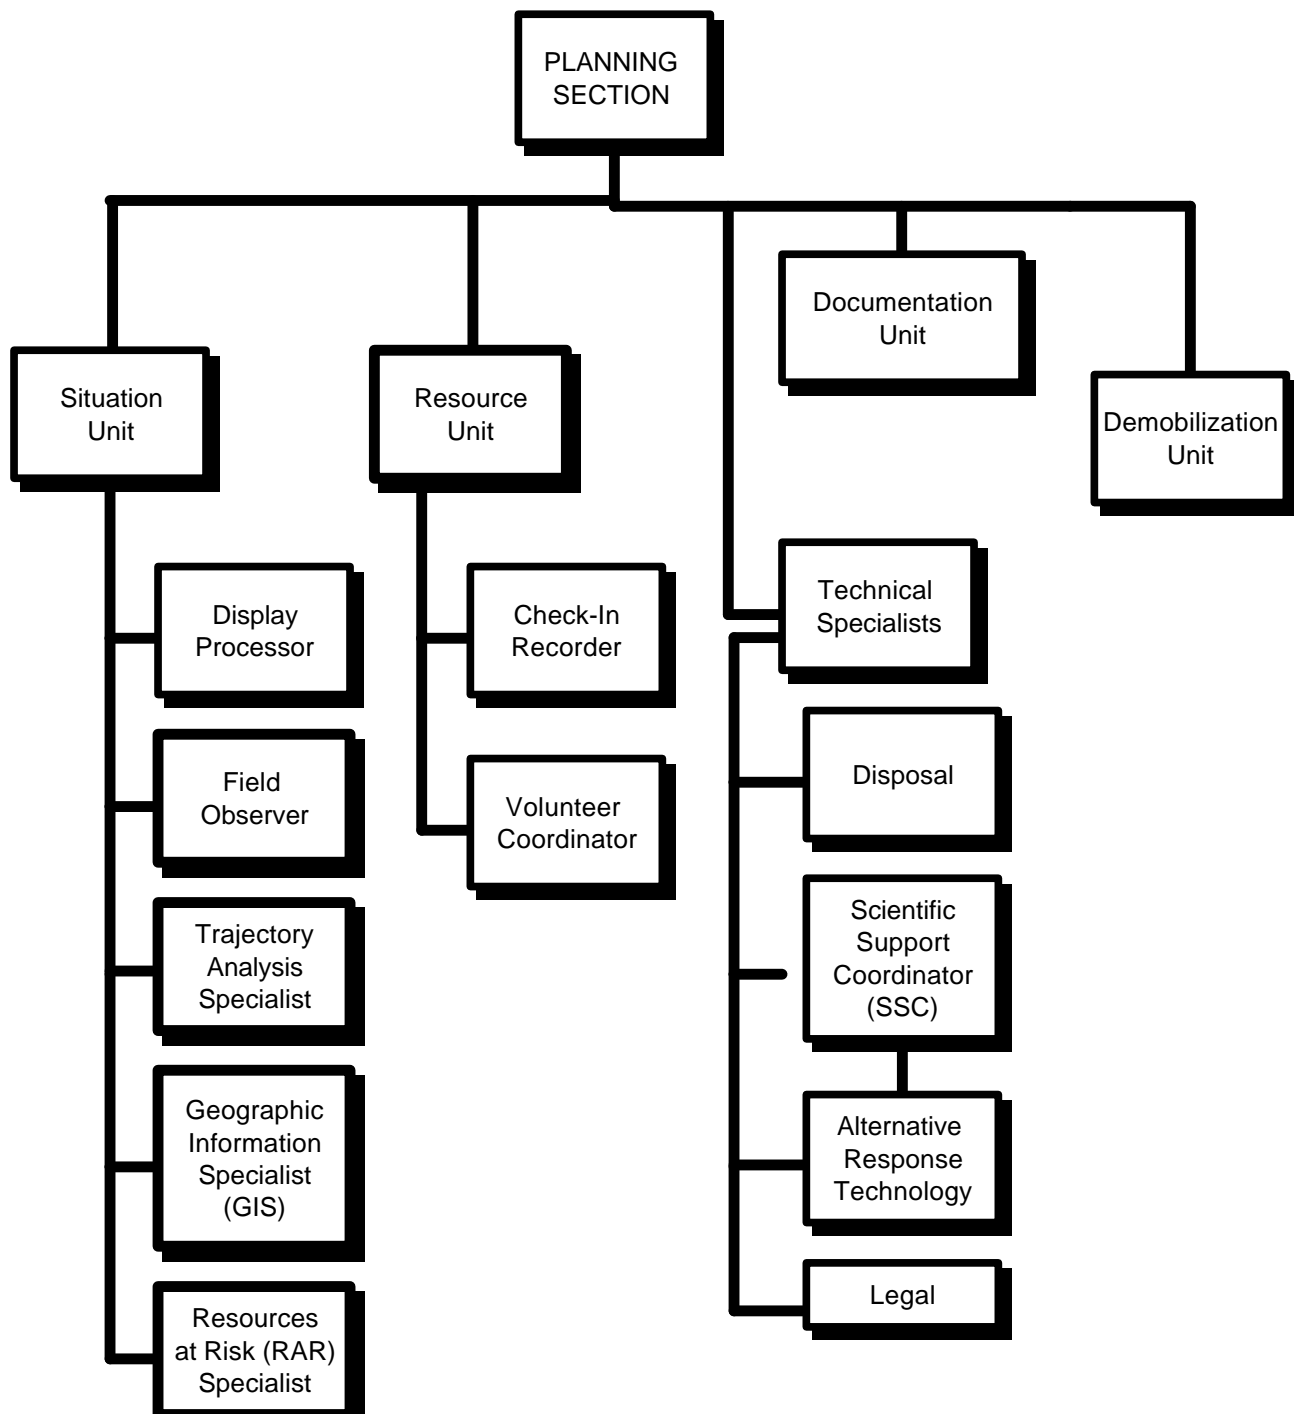 PLANNING
SECTION
Documentation
Unit
Situation
Unit
Resource
Unit
Demobilization
Unit
Display
Processor
Check-In
Recorder
Technical
Specialists
Field
Observer
Volunteer
Coordinator
Disposal
Trajectory
Analysis
Specialist
Scientific
Support
Coordinator
(SSC)
Geographic
Information
Specialist
(GIS)
Alternative
Response
Technology
Resources
at Risk (RAR)
Specialist
Legal